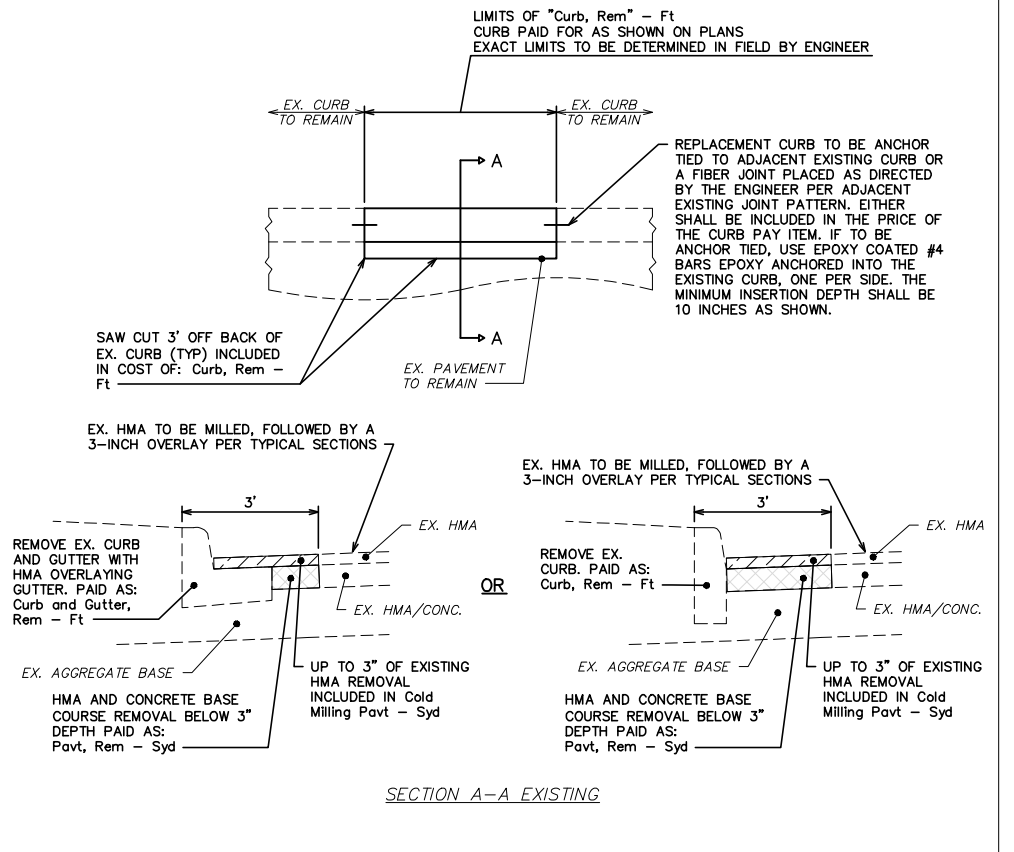 LIMITS OF "Curb, Rem" – Ft
CURB PAID FOR AS SHOWN ON PLANS
EXACT LIMITS TO BE DETERMINED IN FIELD BY ENGINEER
EX. CURB
TO REMAIN
EX. CURB
TO REMAIN
A
REPLACEMENT CURB TO BE ANCHOR
TIED TO ADJACENT EXISTING CURB OR
A FIBER JOINT PLACED AS DIRECTED
BY THE ENGINEER PER ADJACENT
EXISTING JOINT PATTERN. EITHER
SHALL BE INCLUDED IN THE PRICE OF
THE CURB PAY ITEM. IF TO BE
ANCHOR TIED, USE EPOXY COATED #4
BARS EPOXY ANCHORED INTO THE
EXISTING CURB, ONE PER SIDE. THE
MINIMUM INSERTION DEPTH SHALL BE
10 INCHES AS SHOWN.
A
SAW CUT 3' OFF BACK OF
EX. CURB (TYP) INCLUDED
IN COST OF: Curb, Rem –
Ft
EX. PAVEMENT
TO REMAIN
EX. HMA TO BE MILLED, FOLLOWED BY A
3–INCH OVERLAY PER TYPICAL SECTIONS
3'
EX. HMA
REMOVE EX. CURB
AND GUTTER WITH
HMA OVERLAYING
GUTTER. PAID AS:
Curb and Gutter,
Rem – Ft
EX. HMA/CONC.
EX. AGGREGATE BASE
UP TO 3" OF EXISTING
HMA REMOVAL
INCLUDED IN Cold
Milling Pavt – Syd
HMA AND CONCRETE BASE
COURSE REMOVAL BELOW 3"
DEPTH PAID AS:
Pavt, Rem – Syd
OR
EX. HMA TO BE MILLED, FOLLOWED BY A
3–INCH OVERLAY PER TYPICAL SECTIONS
3'
EX. HMA
REMOVE EX.
CURB. PAID AS:
Curb, Rem – Ft
EX. HMA/CONC.
EX. AGGREGATE BASE
UP TO 3" OF EXISTING
HMA REMOVAL
INCLUDED IN Cold
Milling Pavt – Syd
HMA AND CONCRETE BASE
COURSE REMOVAL BELOW 3"
DEPTH PAID AS:
Pavt, Rem – Syd
SECTION A–A EXISTING